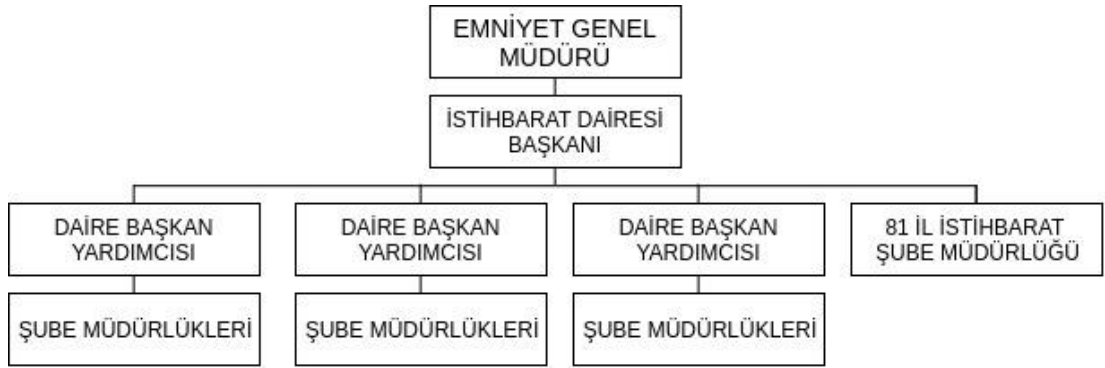 EMNİYET GENEL
MÜDÜRÜ
İSTİHBARAT DAİRESİ
BAŞKANI
DAİRE BAŞKAN
YARDIMCISI
DAİRE BAŞKAN
YARDIMCISI
DAİRE BAŞKAN
YARDIMCISI
81 İL İSTİHBARAT
ŞUBE MÜDÜRLÜĞÜ
ŞUBE MÜDÜRLÜKLERİ
ŞUBE MÜDÜRLÜKLERİ
ŞUBE MÜDÜRLÜKLERİ